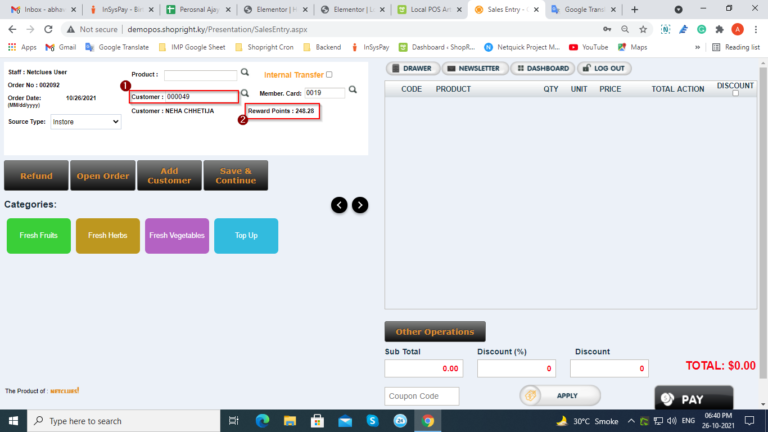 Inbox - abhav
InSysPay - Bes
Perosnal Ajay
Elementor | H
Elementor | L
Local POS Am
Sales Entry - C
Google Trans
Not secure | demopos.shopright.ky/Presentation/SalesEntry.aspx
Apps Gmail Google Translate IMP Google Sheet Shopright Cron Backend InSysPay Dashboard - ShopR... Netquick Project M... YouTube Maps » Reading list
Staff : Netclues User
Order No : 002092
Order Date: 10/26/2021
(MM/dd/yyyy)
Source Type: Instore
Product :
Internal Transfer
1
Customer : 000049
Member. Card: 0019
Customer : NEHA CHHETIJA
Reward Points : 248.28
2
DRAWER NEWSLETTER DASHBOARD LOG OUT
CODE PRODUCT QTY UNIT PRICE TOTAL ACTION DISCOUNT
Refund
Open Order
Add Customer
Save & Continue
Categories:
Fresh Fruits
Fresh Herbs
Fresh Vegetables
Top Up
Other Operations
Sub Total Discount (%) Discount
0.00 0 0
TOTAL: $0.00
Coupon Code
APPLY
PAY
The Product of :
Type here to search
30°C Smoke
ENG
06:40 PM
26-10-2021